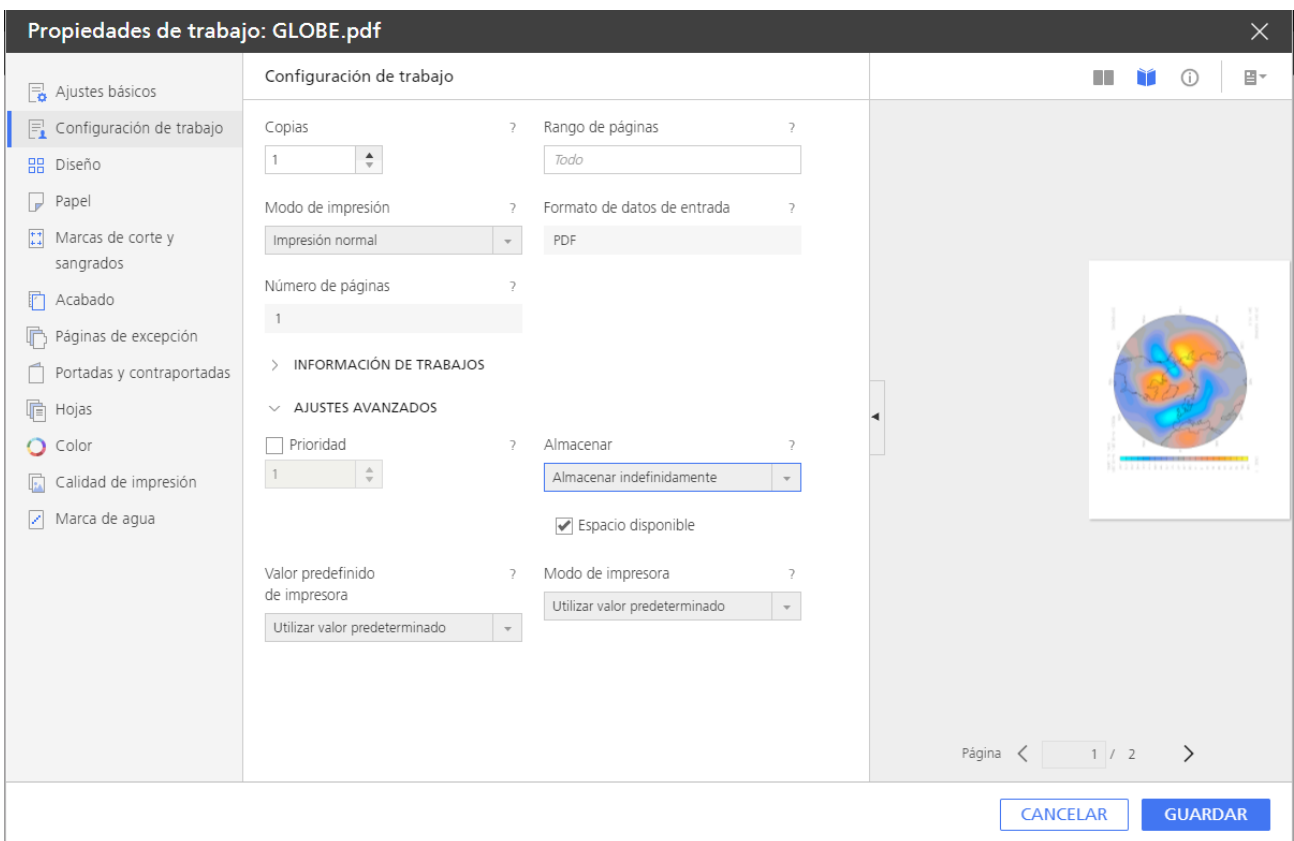 Propiedades de trabajo: GLOBE.pdf
Ajustes básicos
Configuración de trabajo
Diseño
Papel
Marcas de corte y
sangrados
Acabado
Páginas de excepción
Portadas y contraportadas
Hojas
Color
Calidad de impresión
Marca de agua
Configuración de trabajo
Copias ? Rango de páginas ?
1 Todo
Modo de impresión ? Formato de datos de entrada ?
Impresión normal PDF
Número de páginas ?
1
INFORMACIÓN DE TRABAJOS
AJUSTES AVANZADOS
Prioridad ? Almacenar ?
1 Almacenar indefinidamente
Espacio disponible
Valor predefinido
de impresora ? Modo de impresora ?
Utilizar valor predeterminado Utilizar valor predeterminado
Página 1 / 2
CANCELAR GUARDAR